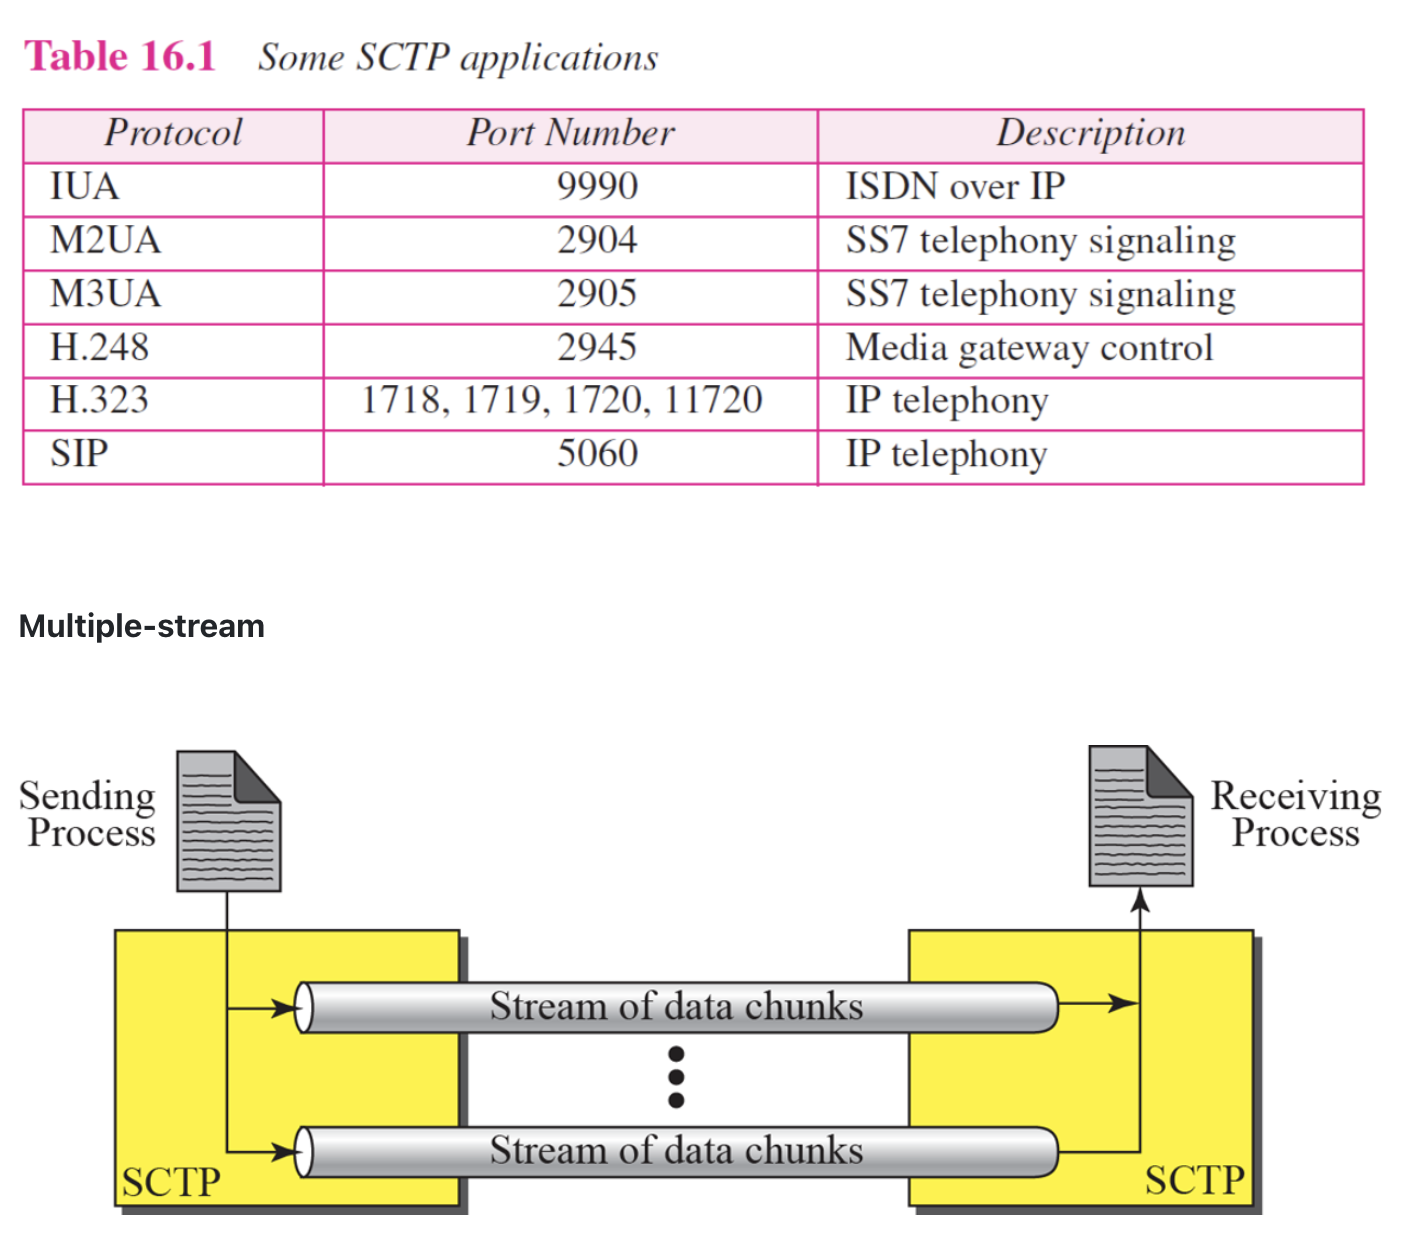 Table 16.1 Some SCTP applications
Protocol Port Number Description
IUA 9990 ISDN over IP
M2UA 2904 SS7 telephony signaling
M3UA 2905 SS7 telephony signaling
H.248 2945 Media gateway control
H.323 1718, 1719, 1720, 11720 IP telephony
SIP 5060 IP telephony
Multiple-stream
Sending
Process
Receiving
Process
Stream of data chunks
Stream of data chunks
SCTP
SCTP